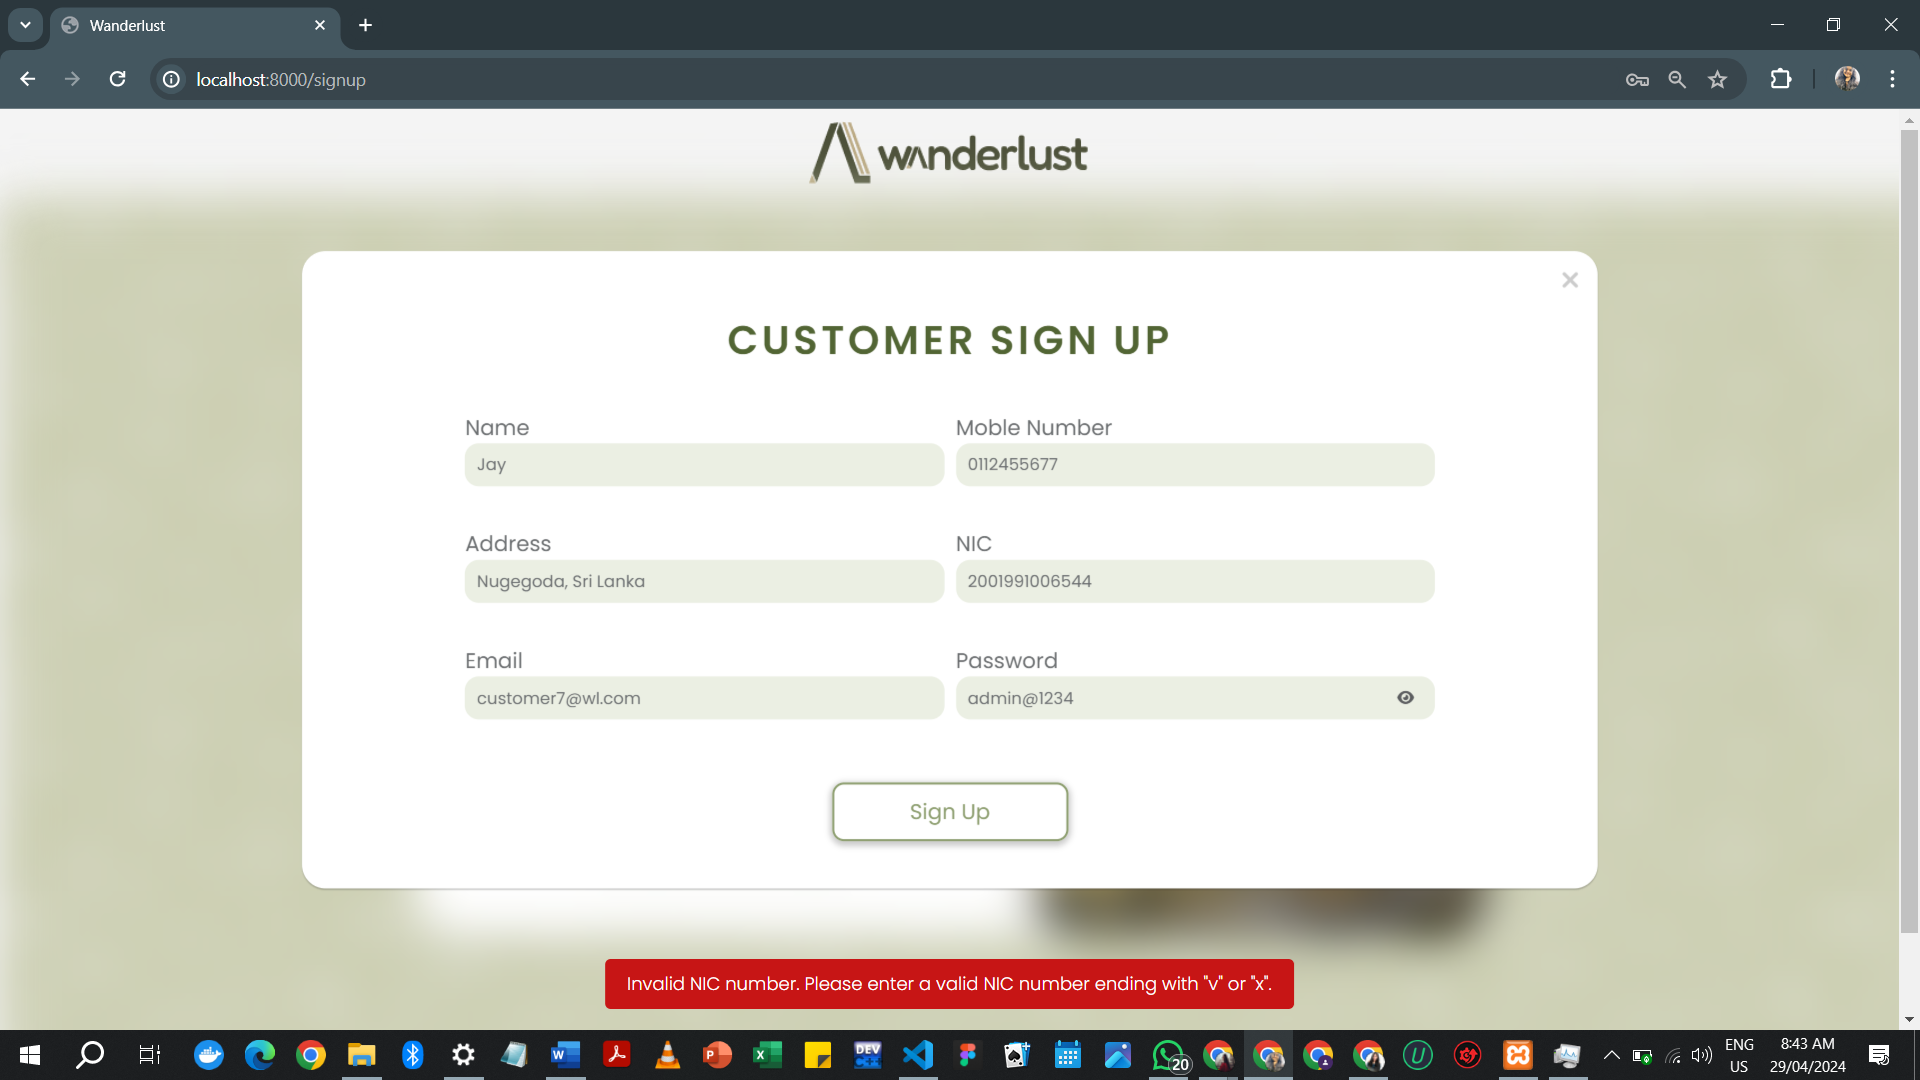 Wanderlust
localhost:8000/signup
wanderlust
CUSTOMER SIGN UP
Name
Moble Number
Jay
0112455677
Address
NIC
Nugegoda, Sri Lanka
2001991006544
Email
Password
customer7@wl.com
admin@1234
Sign Up
Invalid NIC number. Please enter a valid NIC number ending with "v" or "x".
DEV
C++
20
ENG
US
8:43 AM
29/04/2024